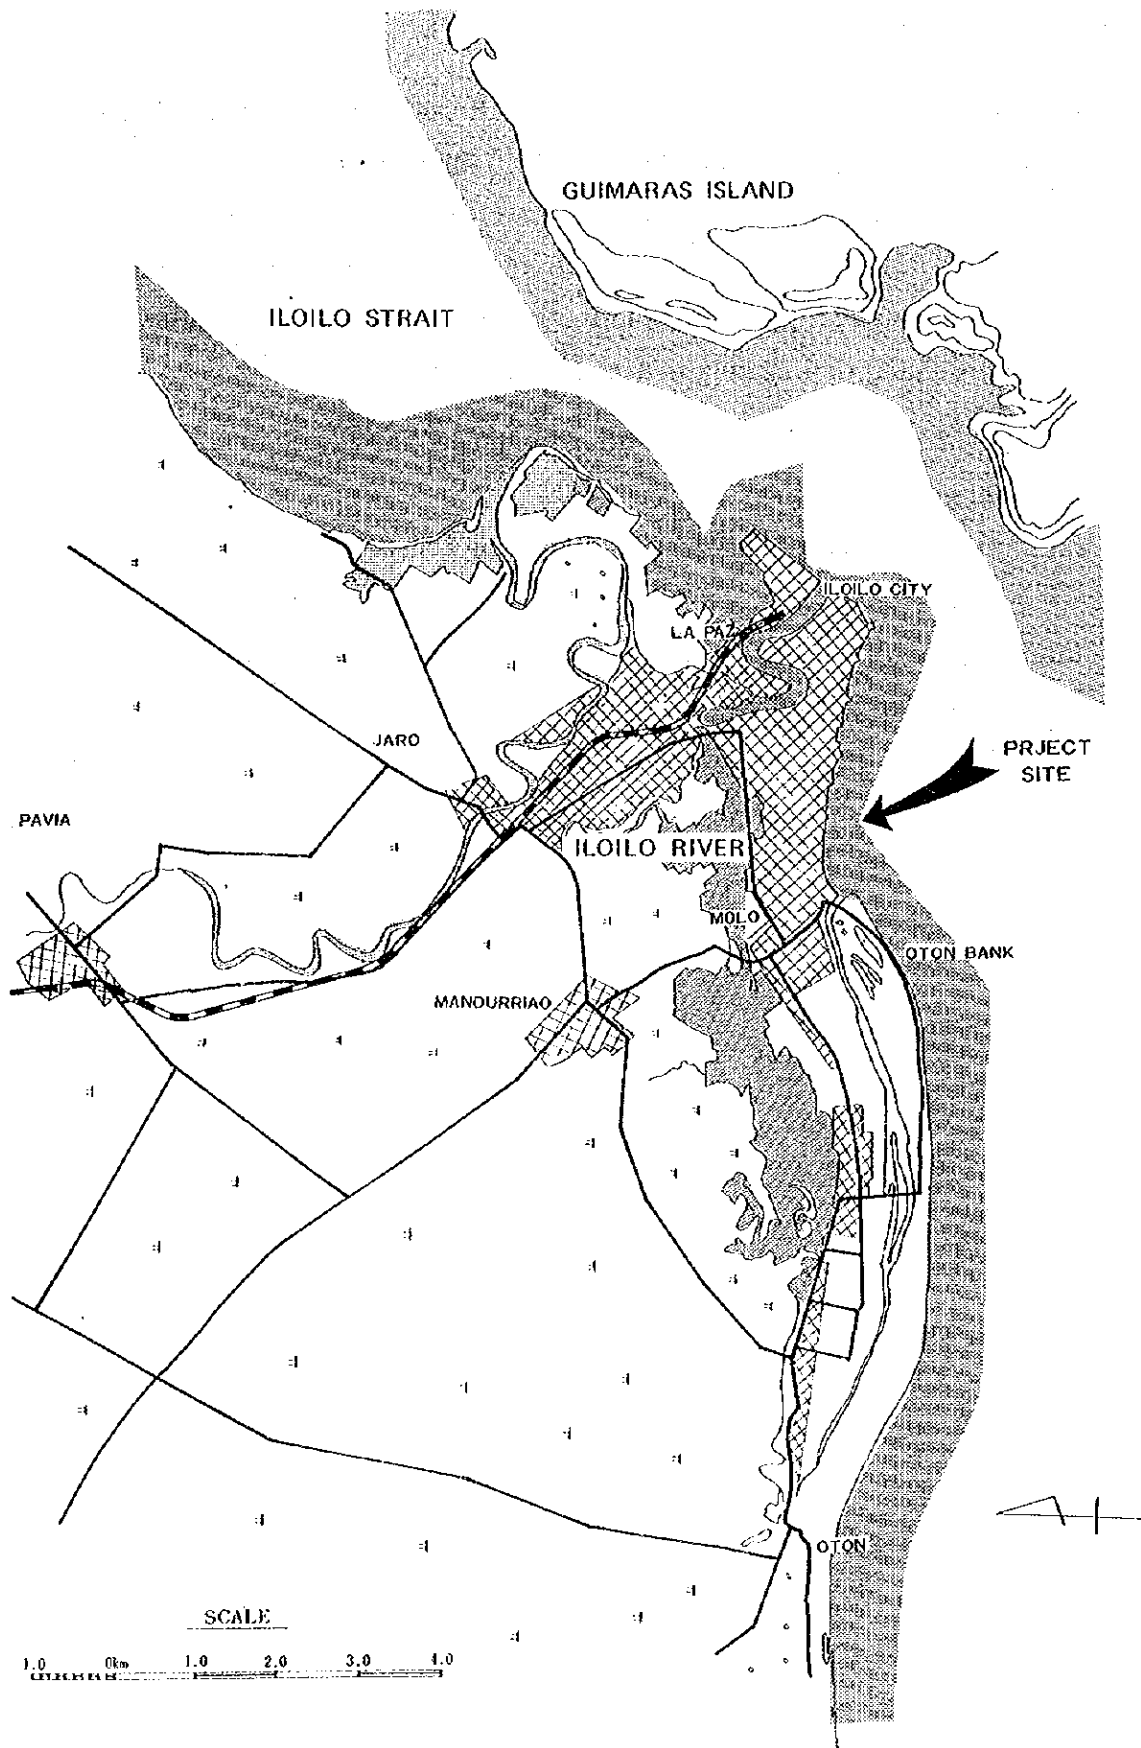 GUIMARAS ISLAND
ILOILO STRAIT
ILOILO CITY
LA PAZ
PRJECT
SITE
JARO
PAVIA
ILOILO RIVER
MOLO
OTON BANK
MANDURRIAO
OTON
SCALE
1.0 0km 1.0 2.0 3.0 4.0